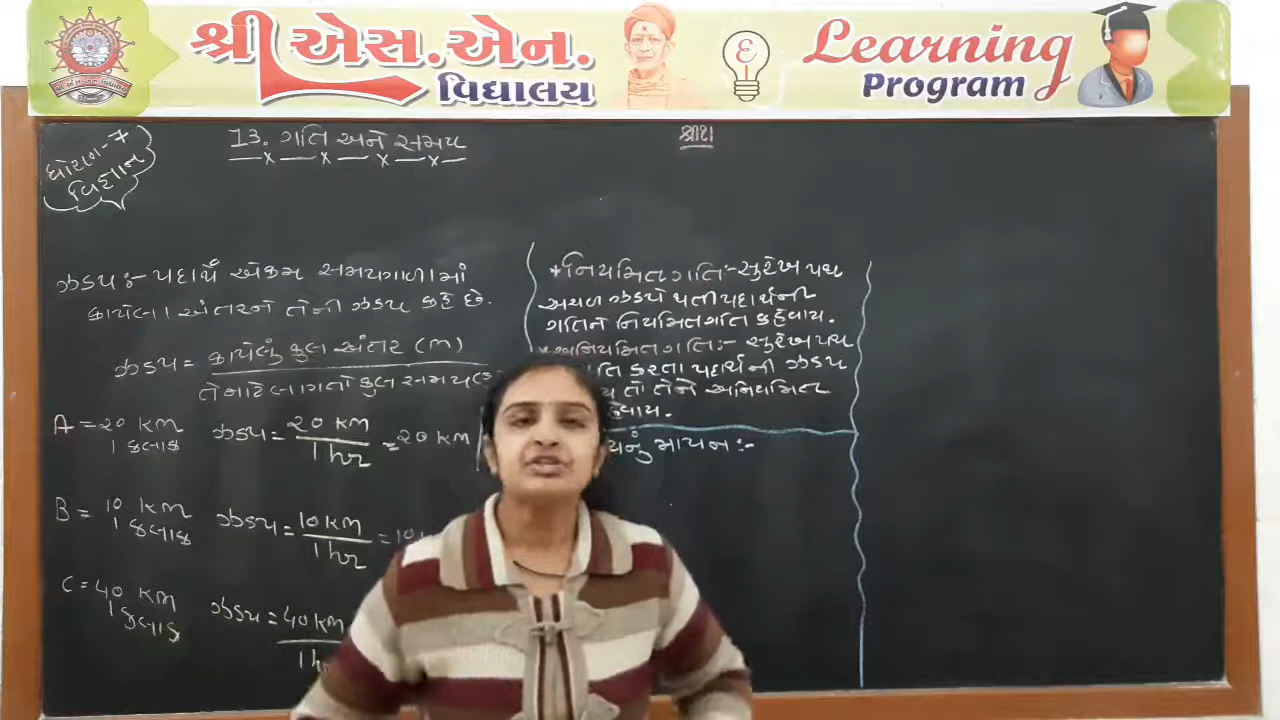 શ્રી એસ.એન.
વિદ્યાલય
Learning
Program
ધોરણ-7
વિજ્ઞાન
13. ગતિ અને સમય
શ્રીજી
ઝડપ :- પદાર્થે એકમ સમયગાળામાં
કાપેલા અંતરને તેની ઝડપ કહે છે.
ઝડપ = કાપેલું કુલ અંતર (m)
તે માટે લાગતો કુલ સમય
A = 20 KM
1 કલાક
ઝડપ = 20 KM
1 hr
= 20 KM
B = 10 KM
1 કલાક
ઝડપ = 10 KM
1 hr
= 10
C = 40 KM
1 કલાક
ઝડપ = 40 KM
1 hr
* નિયમિત ગતિ:- સુરેખ પથ
અચળ ઝડપે થતી પદાર્થની
ગતિને નિયમિત ગતિ કહેવાય.
* અનિયમિત ગતિ:- સુરેખ પથ
ગતિ કરતા પદાર્થની ઝડપ
તો તેને અનિયમિત
કહેવાય.
માપન :-